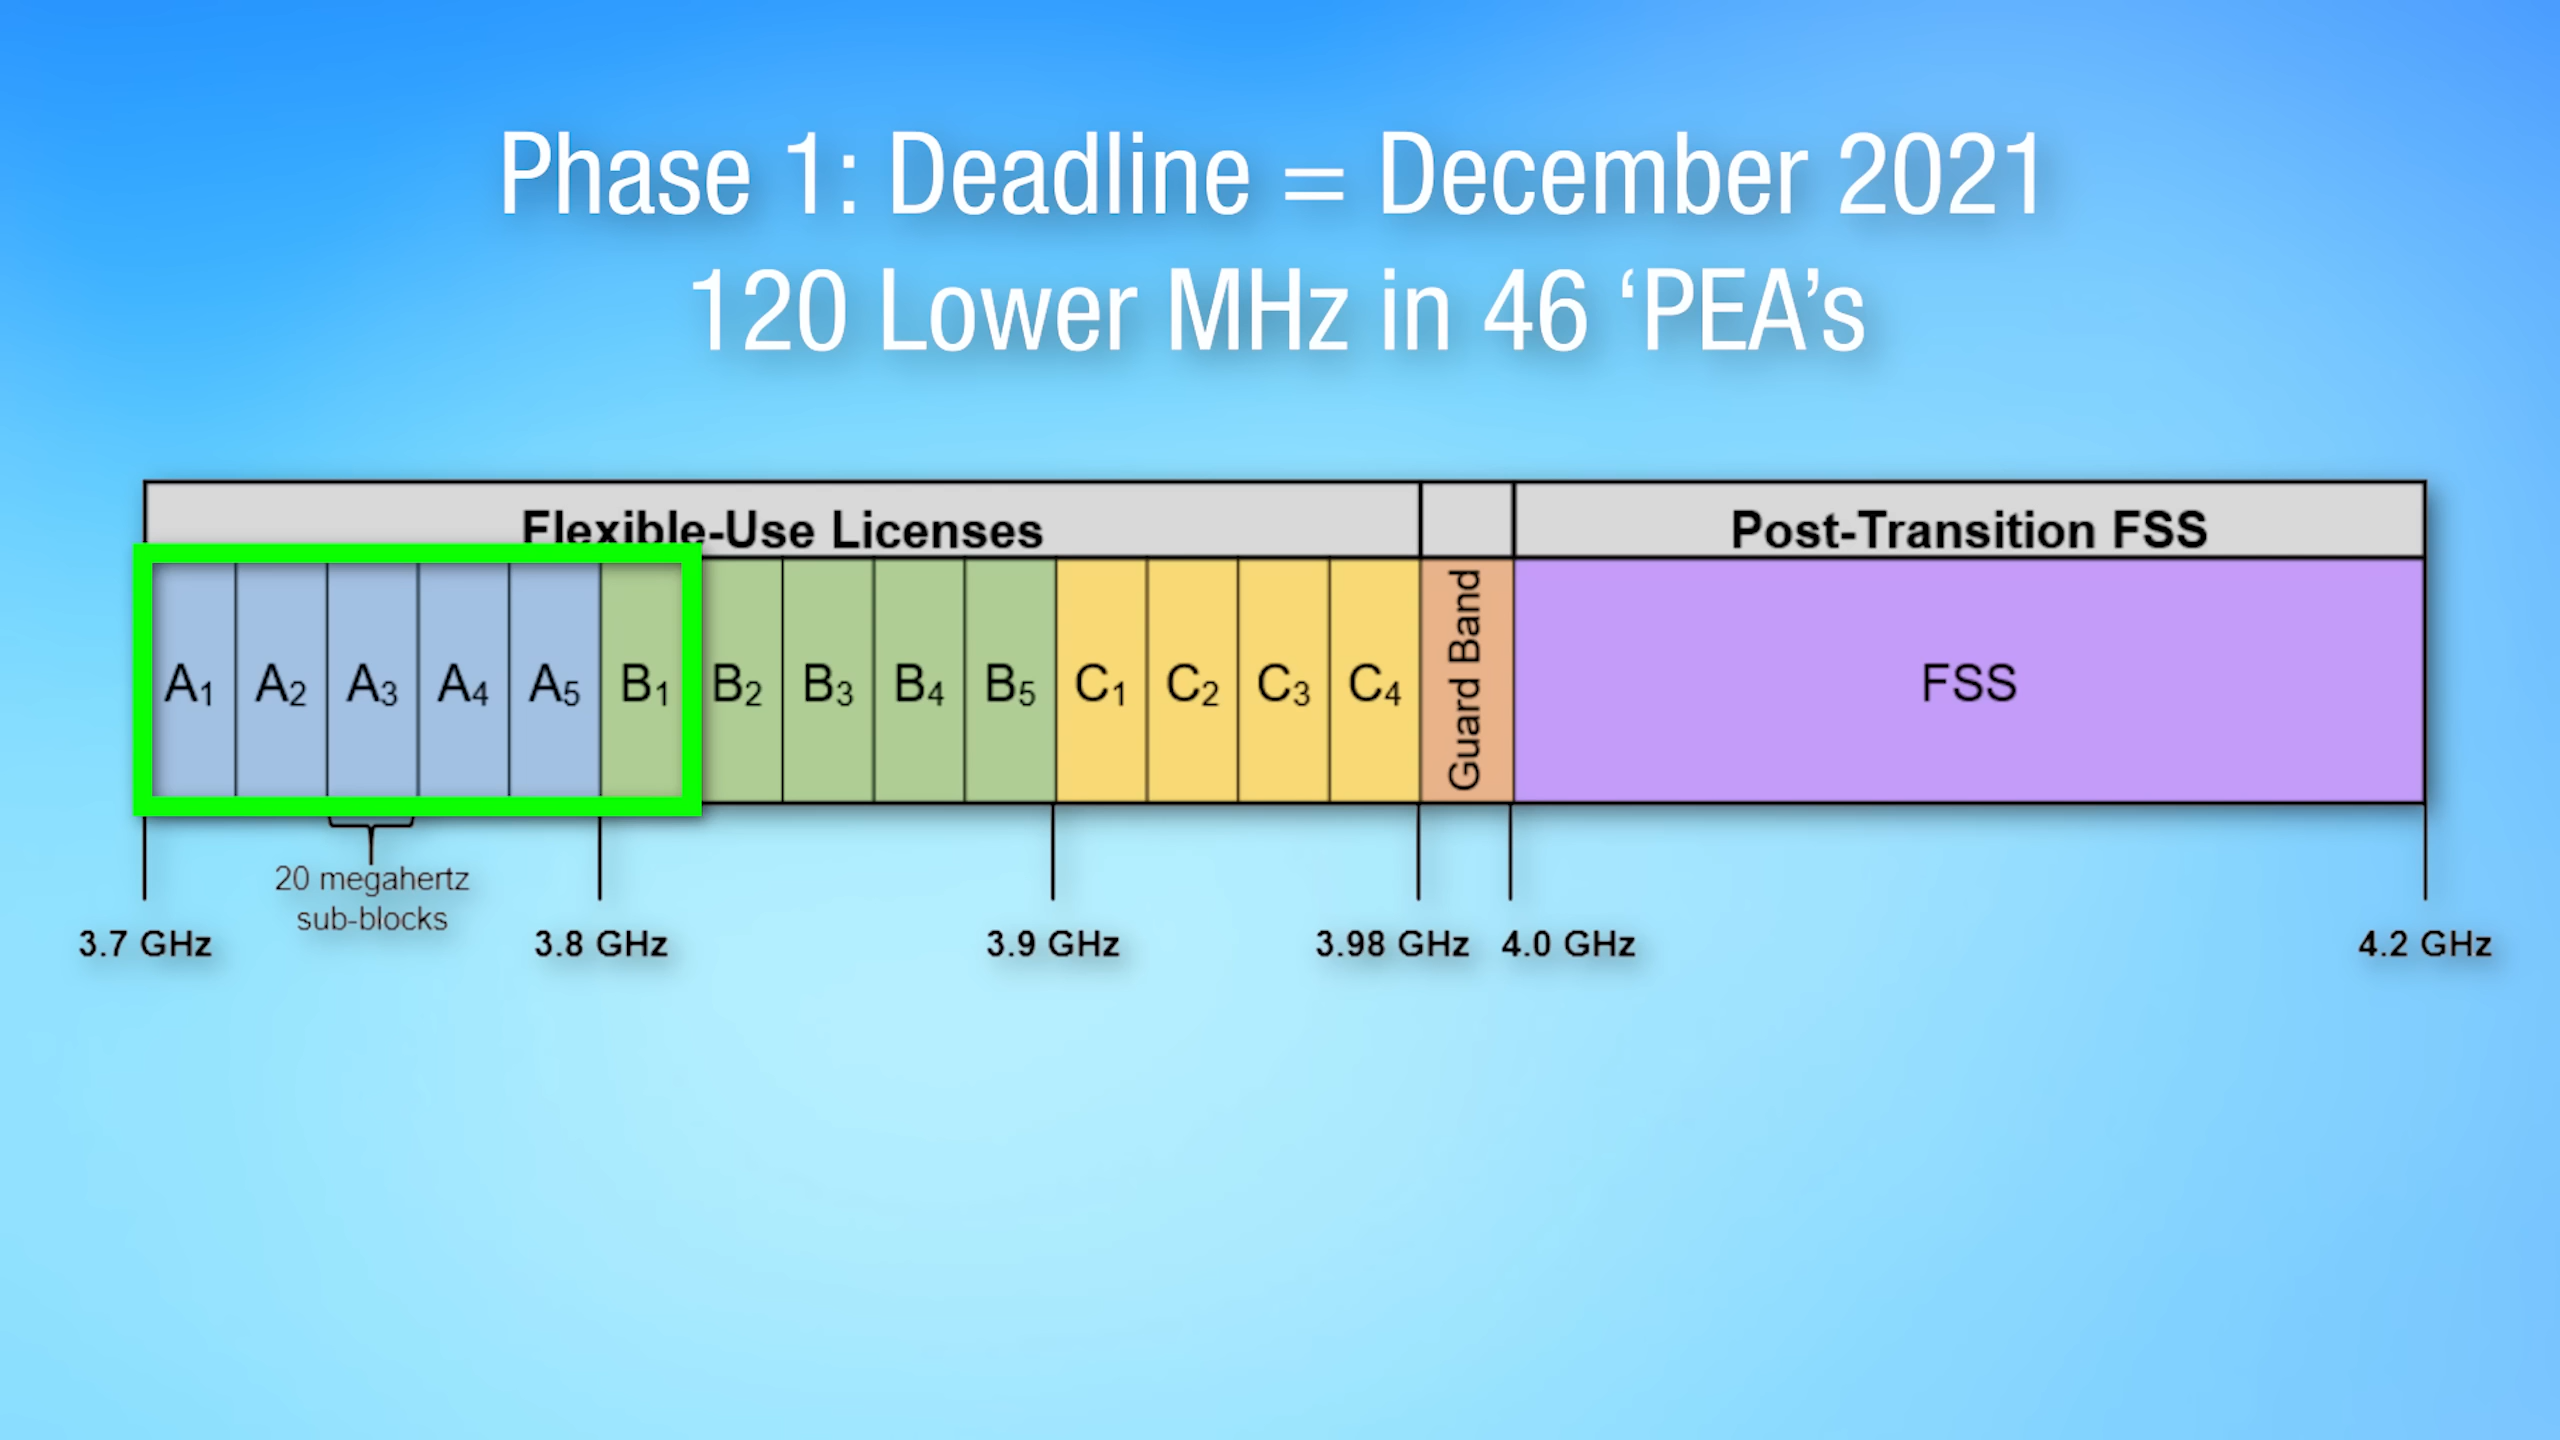 Phase 1: Deadline = December 2021
120 Lower MHz in 46 ‘PEA’s
Flexible-Use Licenses
Post-Transition FSS
A1 A2 A3 A4 A5 B1 B2 B3 B4 B5 C1 C2 C3 C4 Guard Band FSS
20 megahertz
sub-blocks
3.7 GHz 3.8 GHz 3.9 GHz 3.98 GHz 4.0 GHz 4.2 GHz